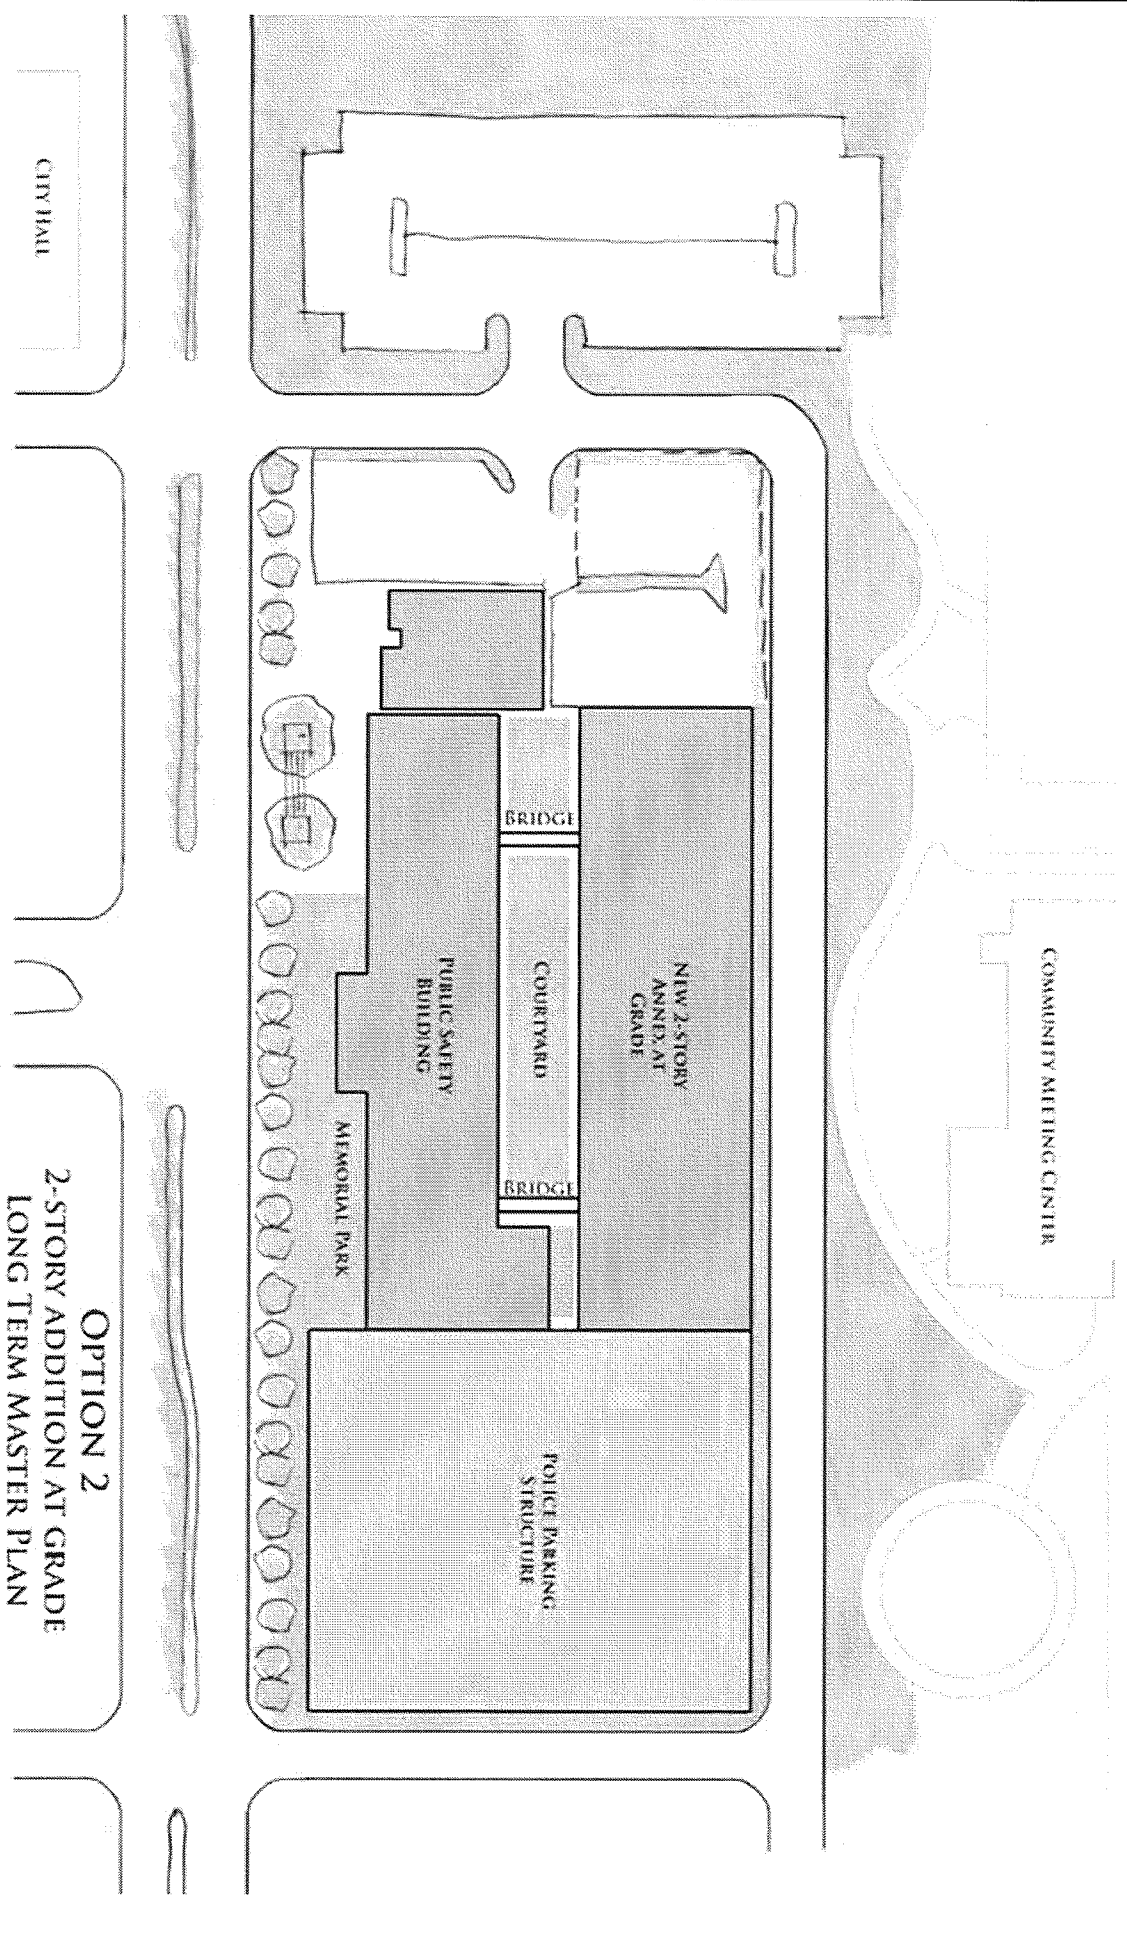 CITY HALL
COMMUNITY MEETING CENTER
NEW 2-STORY
ANNEX AT
GRADE
BRIDGE
COURTYARD
BRIDGE
PUBLIC SAFETY
BUILDING
MEMORIAL PARK
POLICE PARKING
STRUCTURE
OPTION 2
2-STORY ADDITION AT GRADE
LONG TERM MASTER PLAN